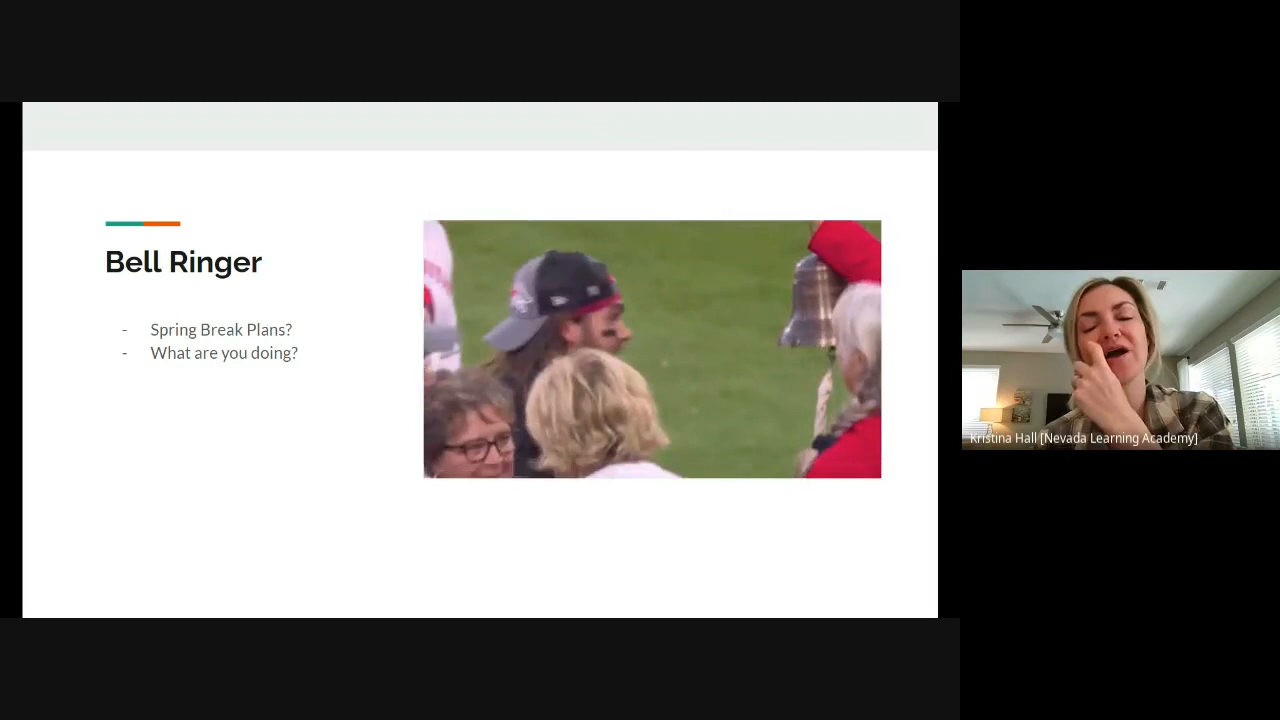 Bell Ringer
- Spring Break Plans?
- What are you doing?
Kristina Hall [Nevada Learning Academy]